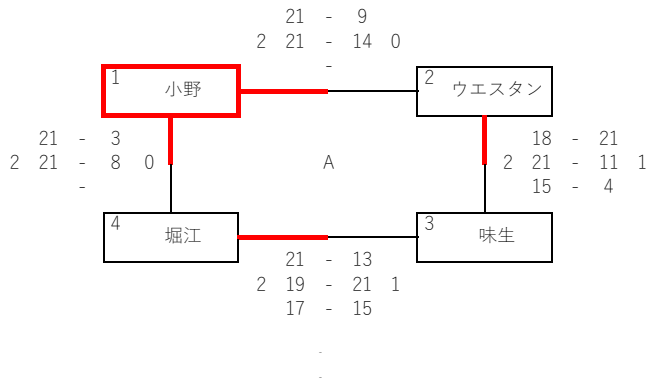 21 - 9
2 21 - 14 0
-
1 小野
2 ウエスタン
21 - 3
2 21 - 8 0
-
A
18 - 21
2 21 - 11 1
15 - 4
4 堀江
3 味生
21 - 13
2 19 - 21 1
17 - 15
-
-